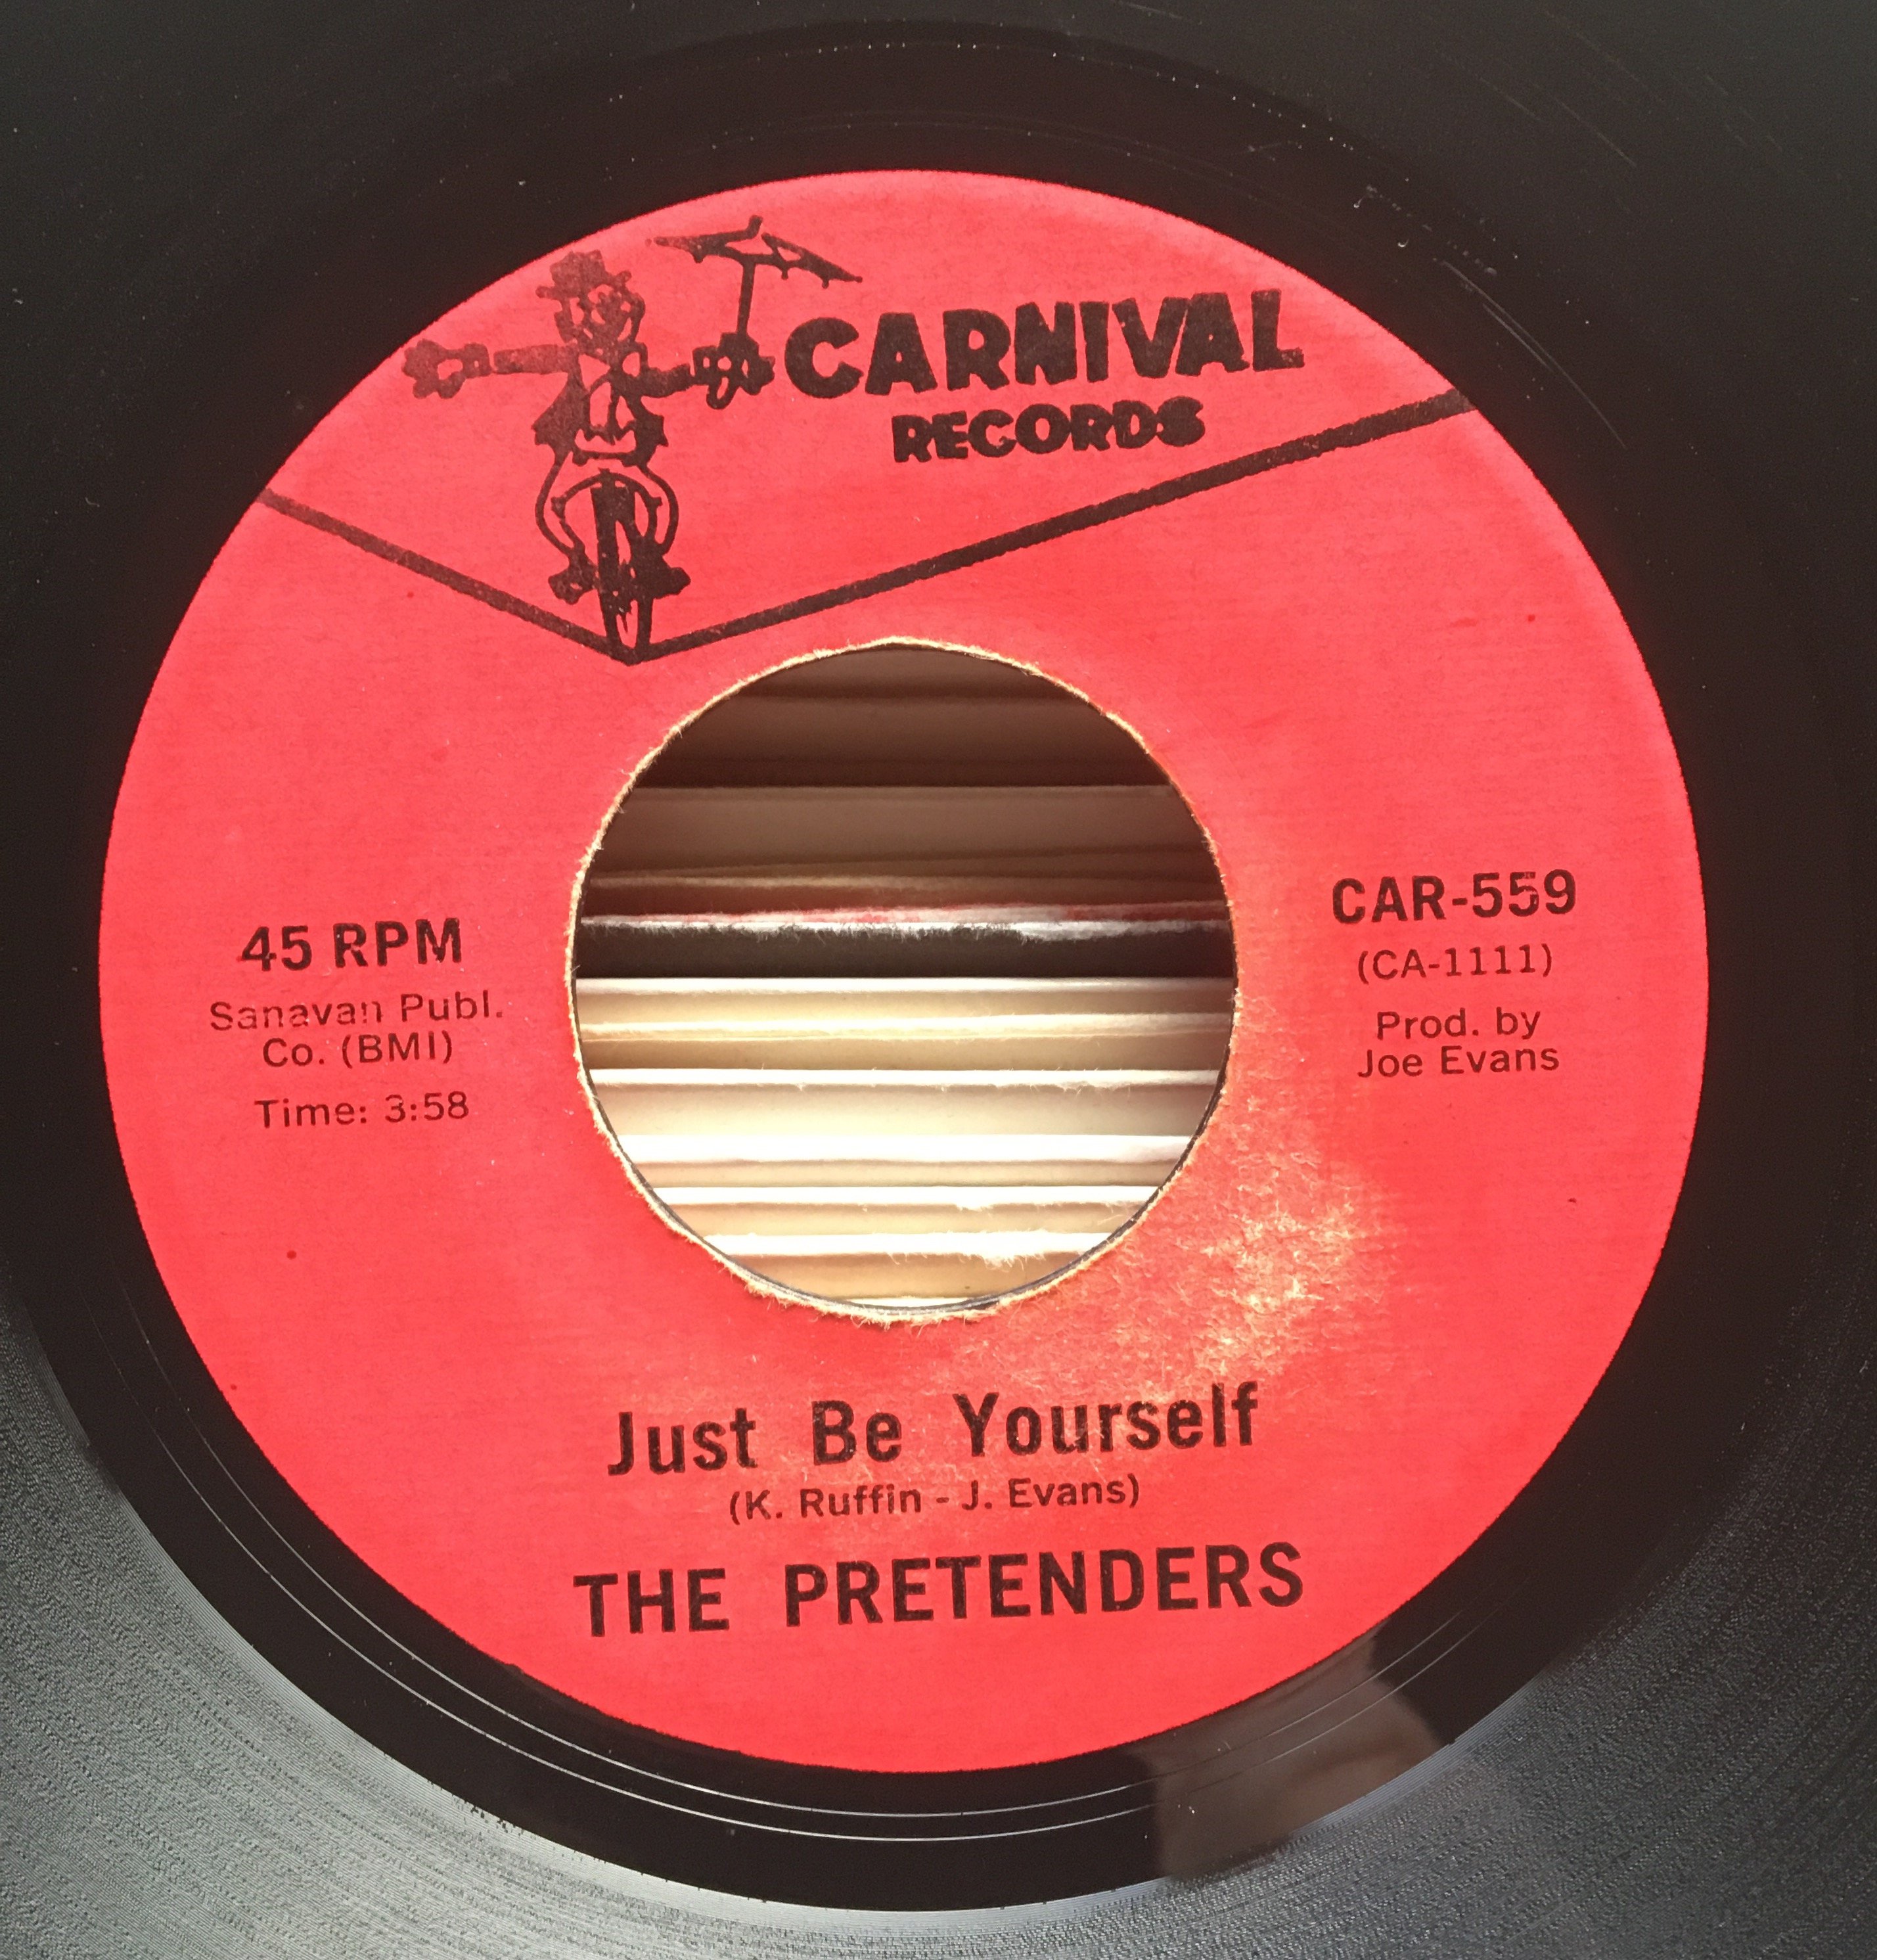 CARNIVAL
RECORDS
45 RPM
Sanavan Publ.
Co. (BMI)
Time: 3:58
CAR-559
(CA-1111)
Prod. by
Joe Evans
Just Be Yourself
(K. Ruffin - J. Evans)
THE PRETENDERS